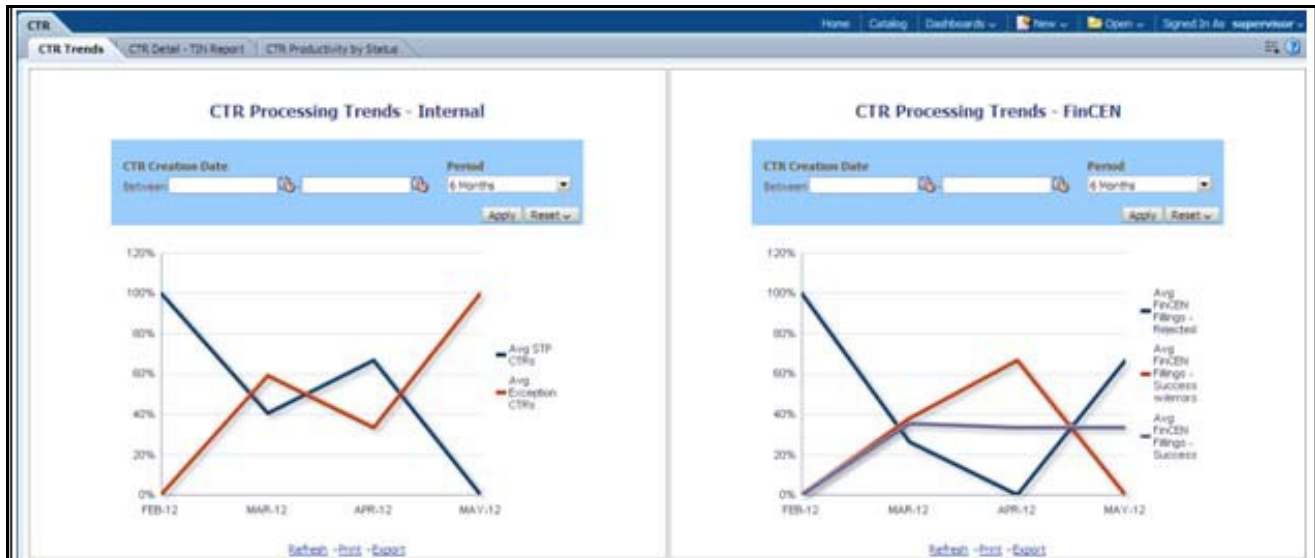 CTR
Home Catalog Dashboards New Open Signed In As supervisor
CTR Trends CTR Detail - TIN Report CTR Productivity by Status
CTR Processing Trends - Internal
CTR Creation Date Period
Between 6 Months
Apply Reset
120%
100%
80%
60%
40%
20%
0%
FEB-12 MAR-12 APR-12 MAY-12
Avg STP
CTRs
Avg
Exception
CTRs
Refresh - Print - Export
CTR Processing Trends - FinCEN
CTR Creation Date Period
Between 6 Months
Apply Reset
120%
100%
80%
60%
40%
20%
0%
FEB-12 MAR-12 APR-12 MAY-12
Avg
FinCEN
Fillings -
Rejected
Avg
FinCEN
Fillings -
Success
w/errors
Avg
FinCEN
Fillings -
Success
Refresh - Print - Export